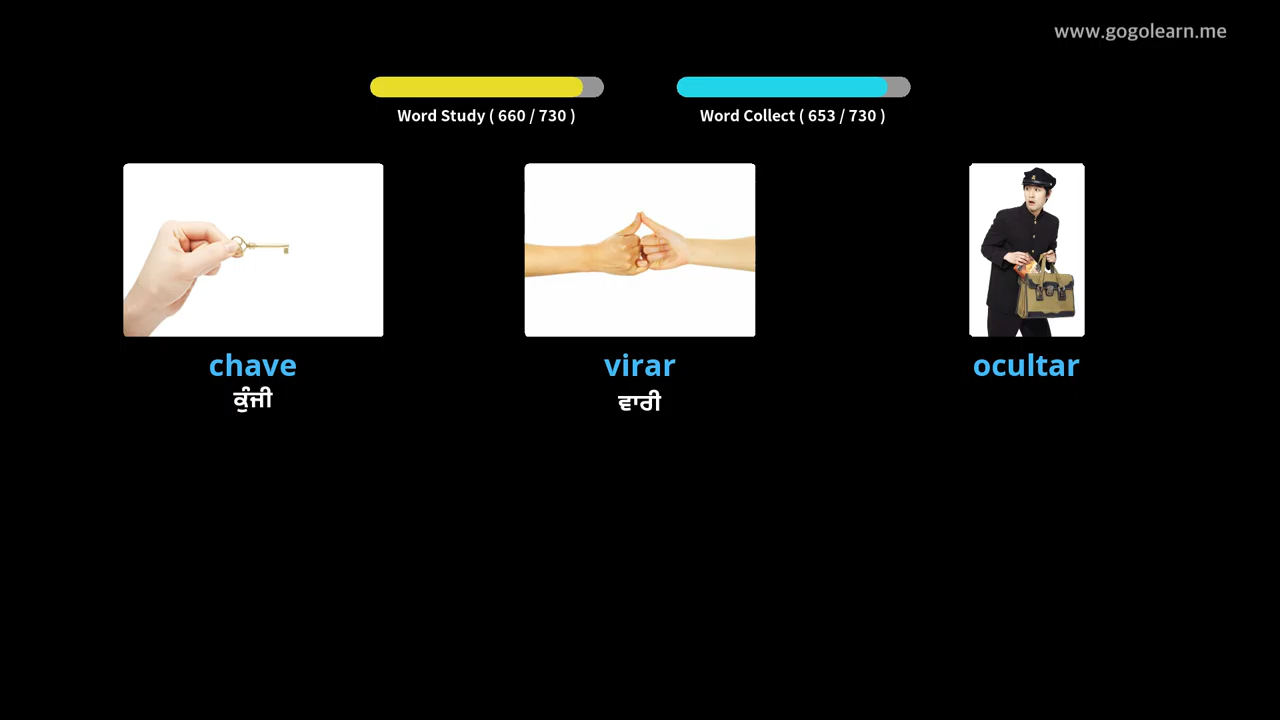 www.gogolearn.me
Word Study ( 660 / 730 )
Word Collect ( 653 / 730 )
chave
virar
ocultar
ਕੁੰਜੀ
ਵਾਰੀ